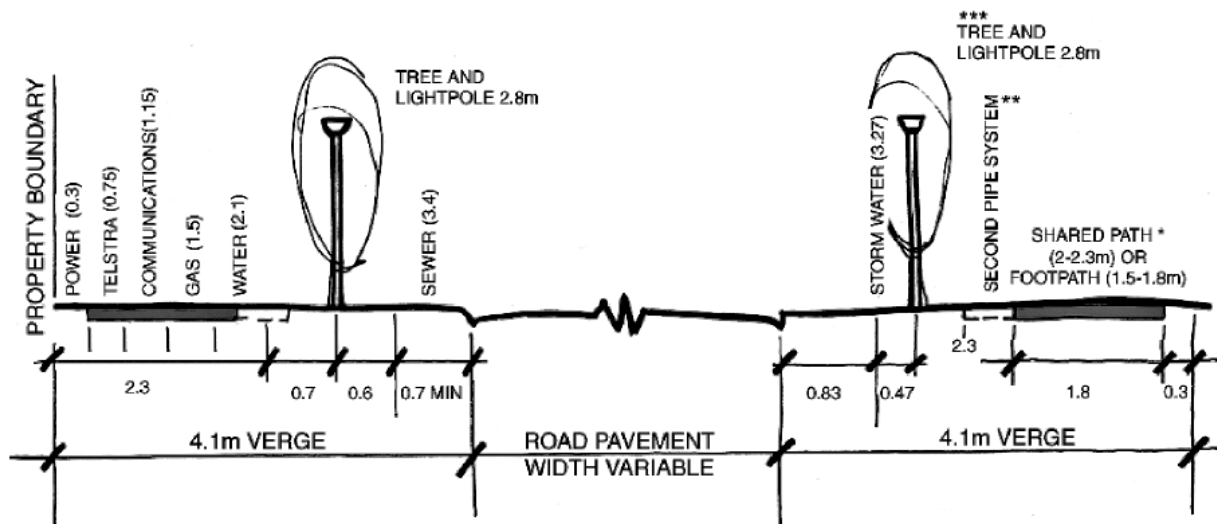 PROPERTY BOUNDARY
POWER (0.3)
TELSTRA (0.75)
COMMUNICATIONS(1.15)
GAS (1.5)
WATER (2.1)
TREE AND
LIGHTPOLE 2.8m
SEWER (3.4)
STORM WATER (3.27)
***
TREE AND
LIGHTPOLE 2.8m
SECOND PIPE SYSTEM **
SHARED PATH *
(2-2.3m) OR
FOOTPATH (1.5-1.8m)
2.3
0.7
0.6
0.7 MIN
0.83
0.47
2.3
1.8
0.3
4.1m VERGE
ROAD PAVEMENT
WIDTH VARIABLE
4.1m VERGE